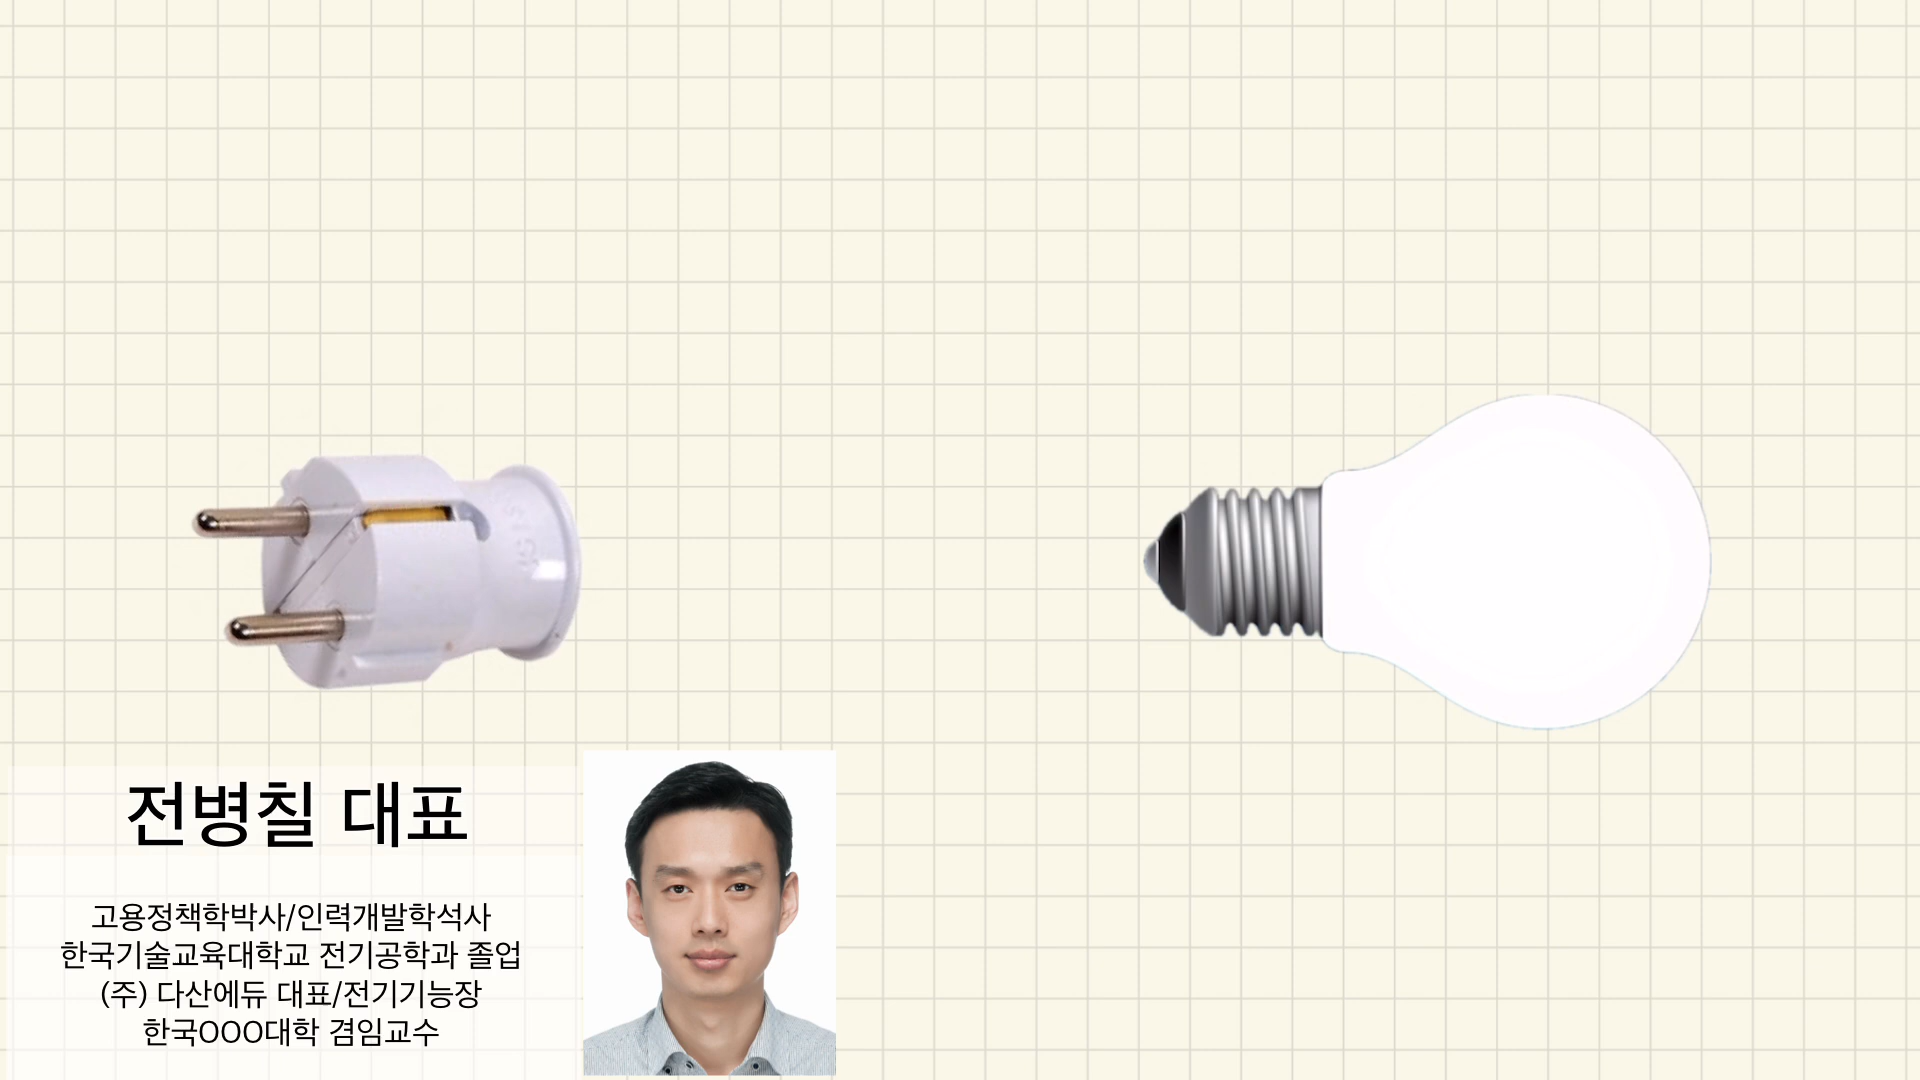 전병칠 대표
고용정책학박사/인력개발학석사
한국기술교육대학교 전기공학과 졸업
(주) 다산에듀 대표/전기기능장
한국OOO대학 겸임교수